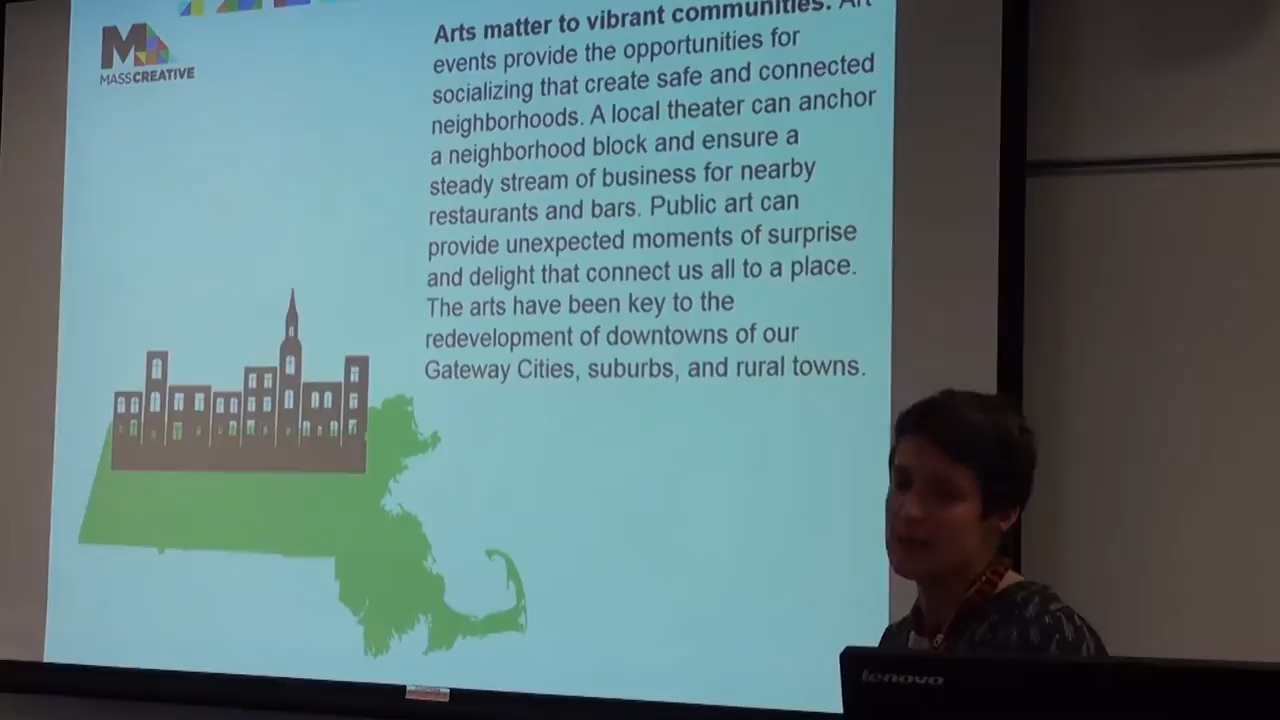 MASSCREATIVE
Arts matter to vibrant communities. Art
events provide the opportunities for
socializing that create safe and connected
neighborhoods. A local theater can anchor
a neighborhood block and ensure a
steady stream of business for nearby
restaurants and bars. Public art can
provide unexpected moments of surprise
and delight that connect us all to a place.
The arts have been key to the
redevelopment of downtowns of our
Gateway Cities, suburbs, and rural towns.
lenovo